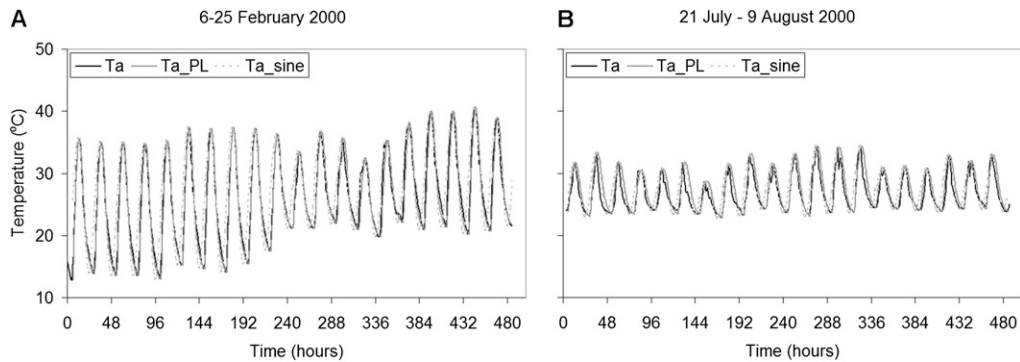 A
6-25 February 2000
Ta Ta_PL Ta_sine
Temperature (ºC)
50
40
30
20
10
0 48 96 144 192 240 288 336 384 432 480
Time (hours)
B
21 July - 9 August 2000
Ta Ta_PL Ta_sine
0 48 96 144 192 240 288 336 384 432 480
Time (hours)